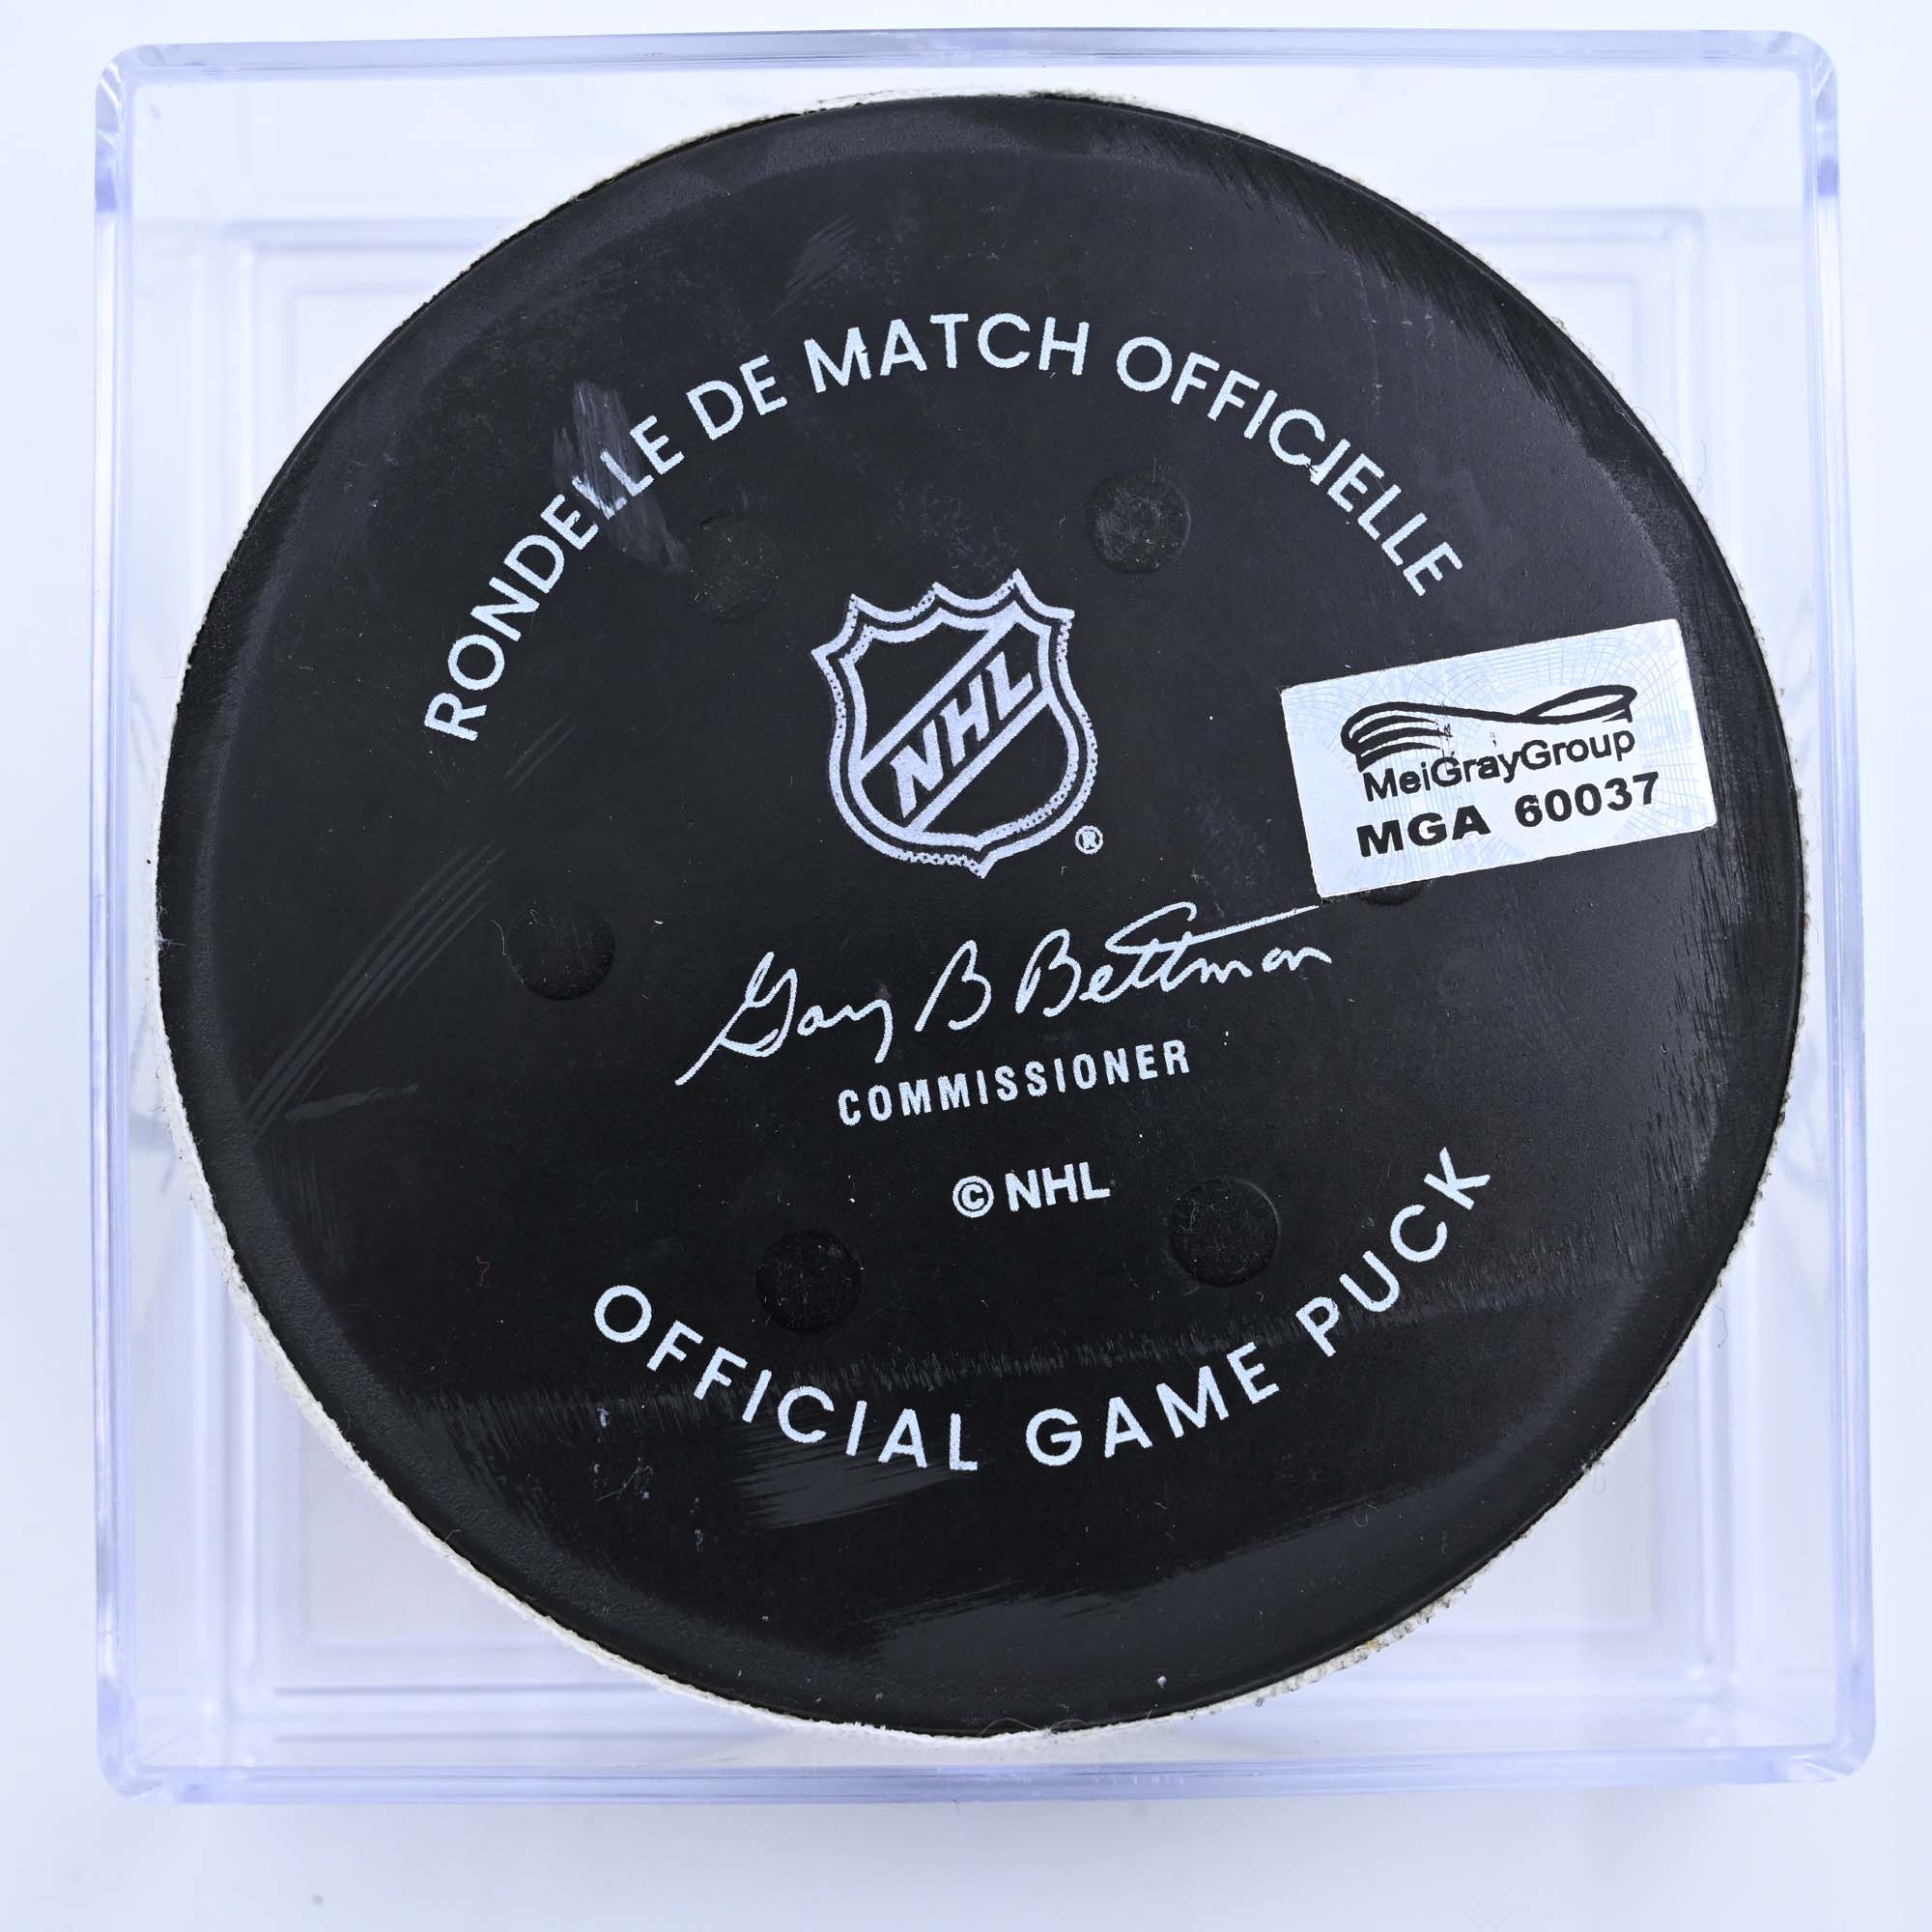 RONDELLE DE MATCH OFFICIELLE
NHL
®
MeiGrayGroup
MGA 60037
Gary B Bettman
COMMISSIONER
© NHL
OFFICIAL GAME PUCK